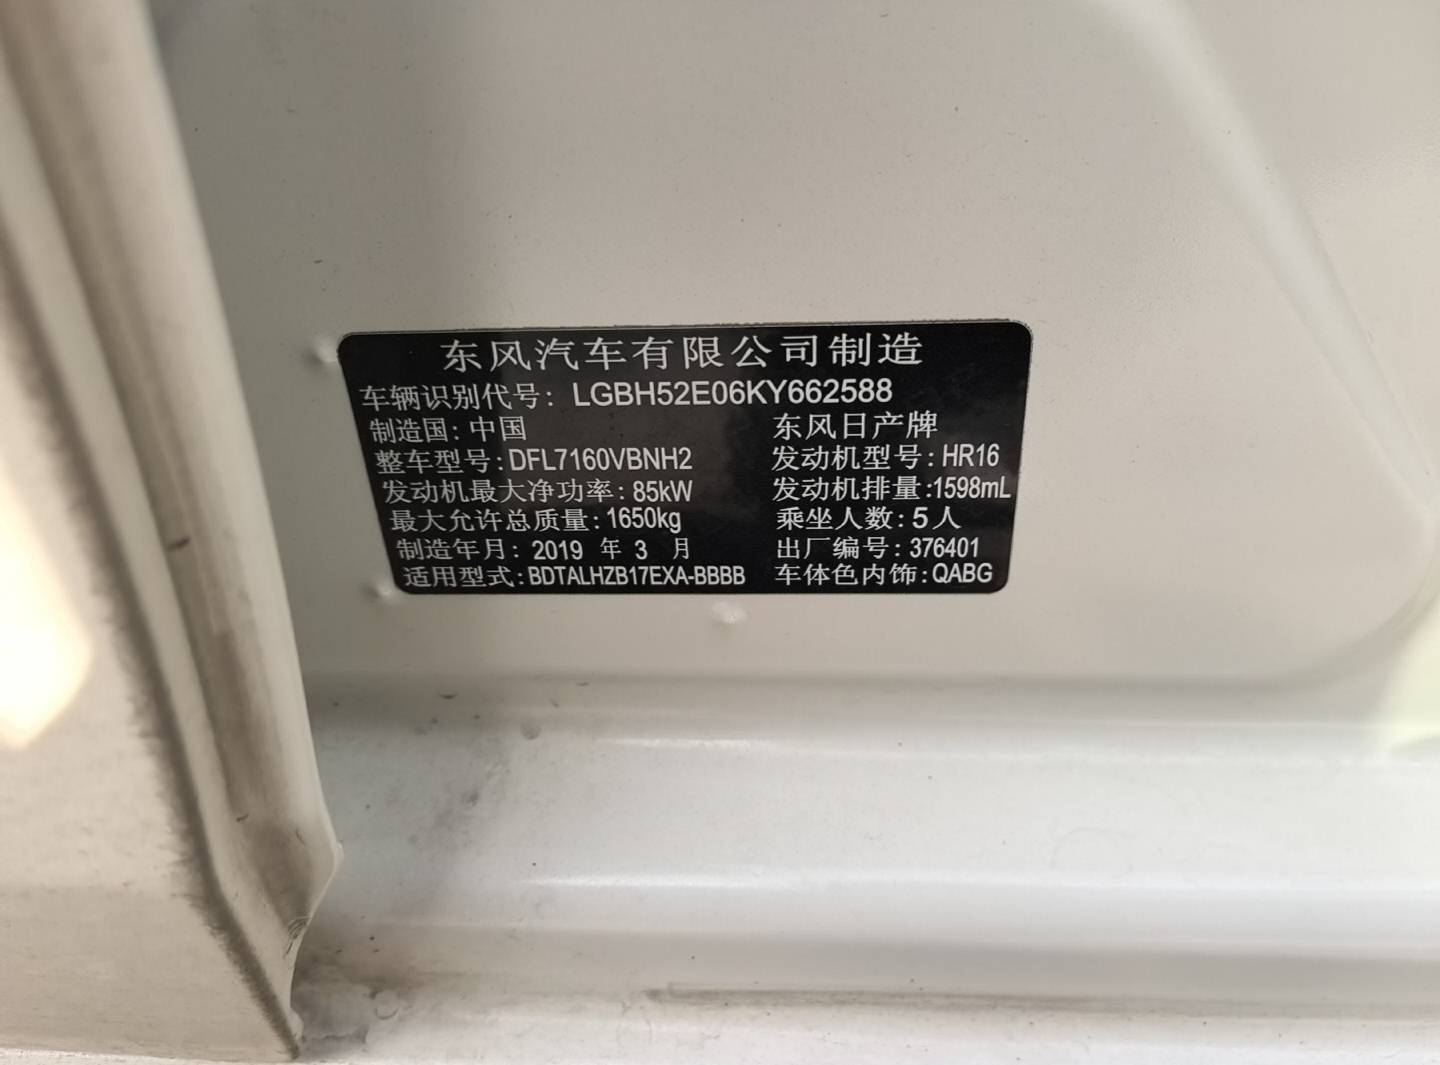 东风汽车有限公司制造
车辆识别代号: LGBH52E06KY662588
制造国: 中国 东风日产牌
整车型号: DFL7160VBNH2 发动机型号: HR16
发动机最大净功率: 85kW 发动机排量: 1598mL
最大允许总质量: 1650kg 乘坐人数: 5人
制造年月: 2019 年 3 月 出厂编号: 376401
适用型式: BDTALHZB17EXA-BBBB 车体色内饰: QABG